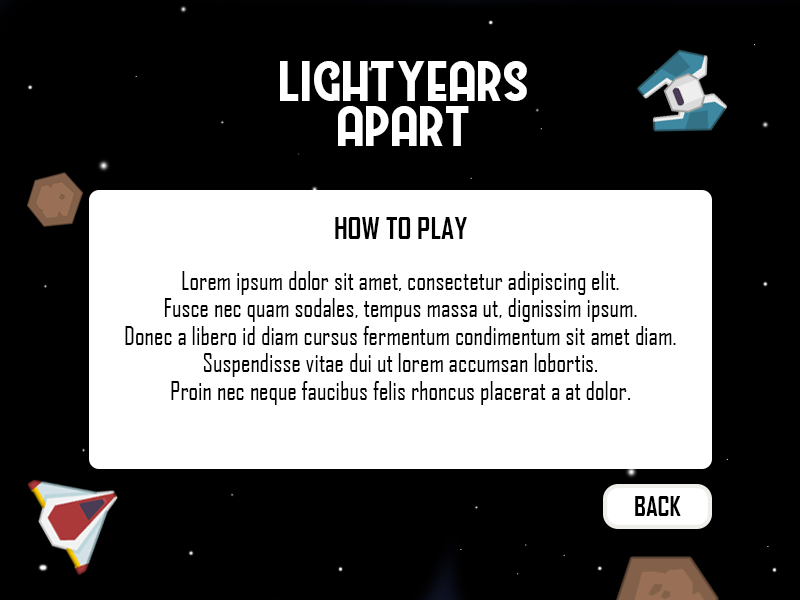 LIGHTYEARS
APART
HOW TO PLAY
Lorem ipsum dolor sit amet, consectetur adipiscing elit.
Fusce nec quam sodales, tempus massa ut, dignissim ipsum.
Donec a libero id diam cursus fermentum condimentum sit amet diam.
Suspendisse vitae dui ut lorem accumsan lobortis.
Proin nec neque faucibus felis rhoncus placerat a at dolor.
BACK